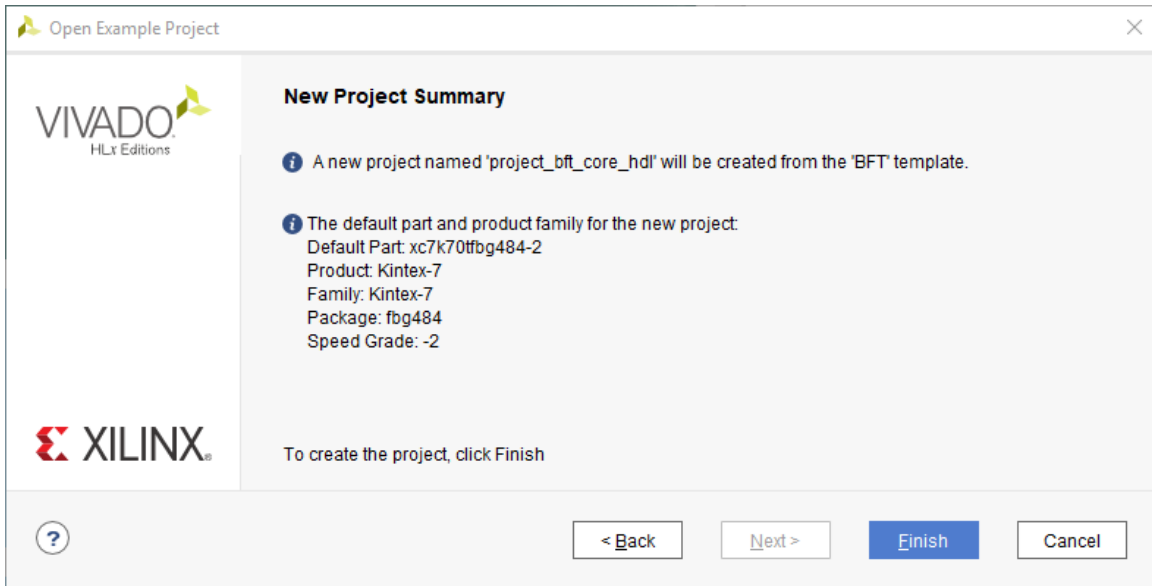 Open Example Project
VIVADO.
HLx Editions
New Project Summary
A new project named 'project_bft_core_hdl' will be created from the 'BFT' template.
The default part and product family for the new project:
Default Part: xc7k70tfbg484-2
Product: Kintex-7
Family: Kintex-7
Package: fbg484
Speed Grade: -2
XILINX®
To create the project, click Finish
?
< Back
Next >
Finish
Cancel